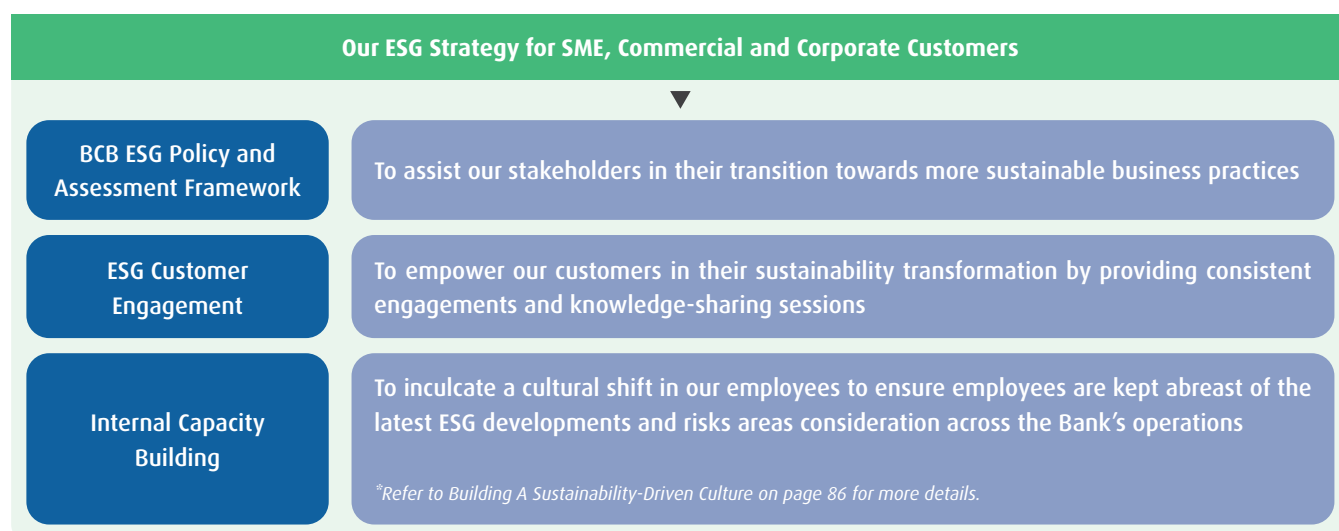 Our ESG Strategy for SME, Commercial and Corporate Customers
BCB ESG Policy and
Assessment Framework
To assist our stakeholders in their transition towards more sustainable business practices
ESG Customer
Engagement
To empower our customers in their sustainability transformation by providing consistent
engagements and knowledge-sharing sessions
Internal Capacity
Building
To inculcate a cultural shift in our employees to ensure employees are kept abreast of the
latest ESG developments and risks areas consideration across the Bank’s operations
*Refer to Building A Sustainability-Driven Culture on page 86 for more details.